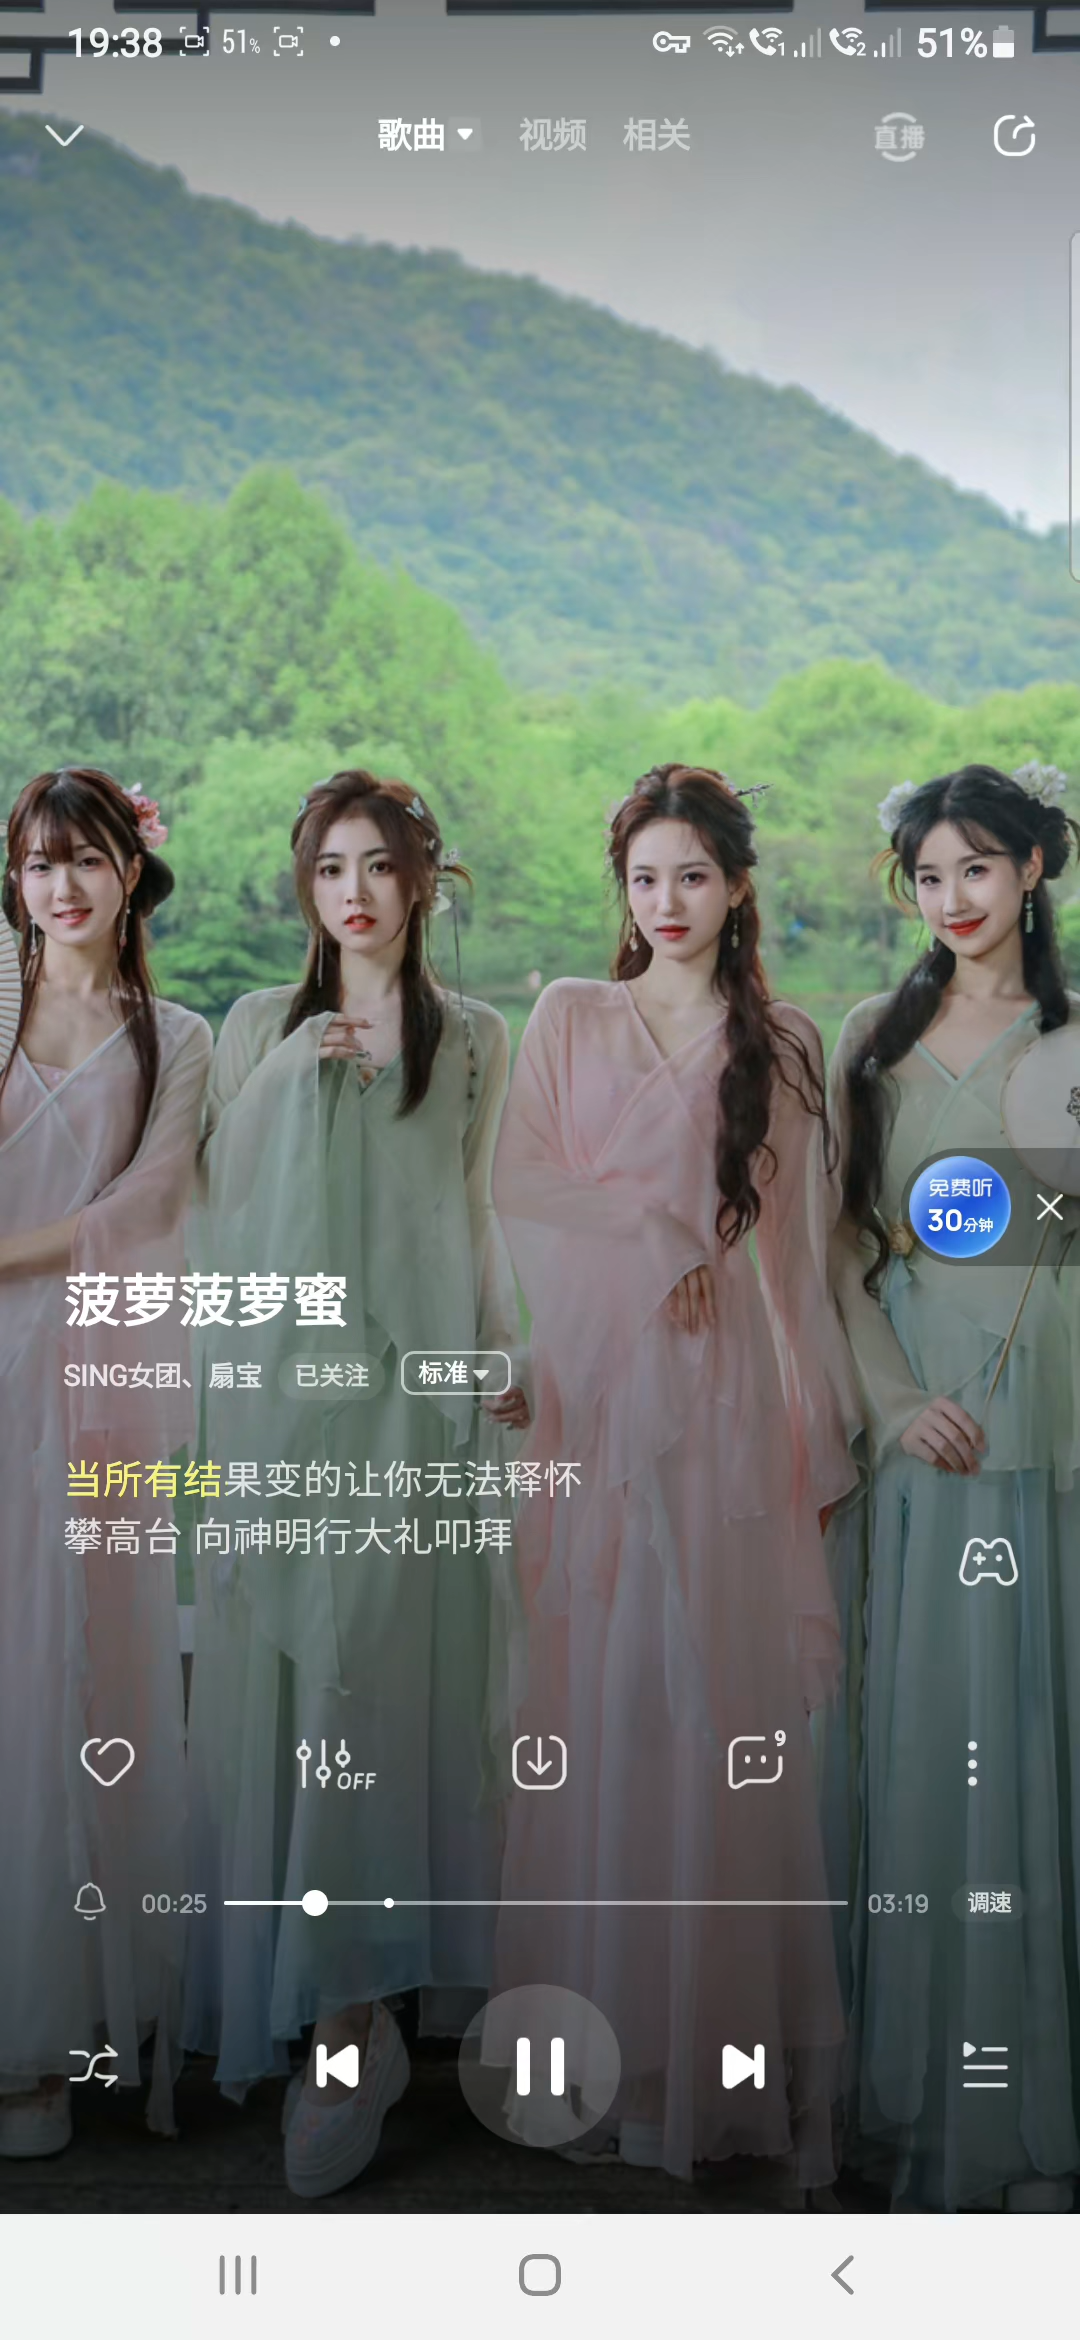 19:38 51% 1 2 51%
歌曲 视频 相关 直播
免费听
30分钟
菠萝菠萝蜜
SING女团、扇宝 已关注 标准
当所有结果变的让你无法释怀
攀高台 向神明行大礼叩拜
OFF 9
00:25 03:19 调速